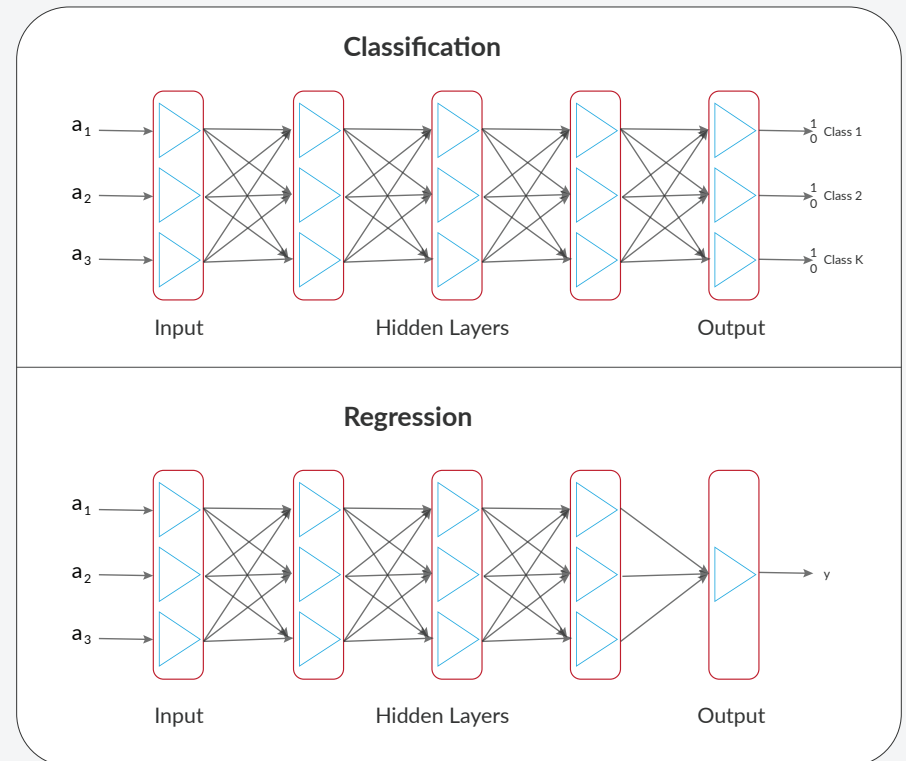 Classification
a1
1
0 Class 1
a2
1
0 Class 2
a3
1
0 Class K
Input Hidden Layers Output
Regression
a1
a2
y
a3
Input Hidden Layers Output